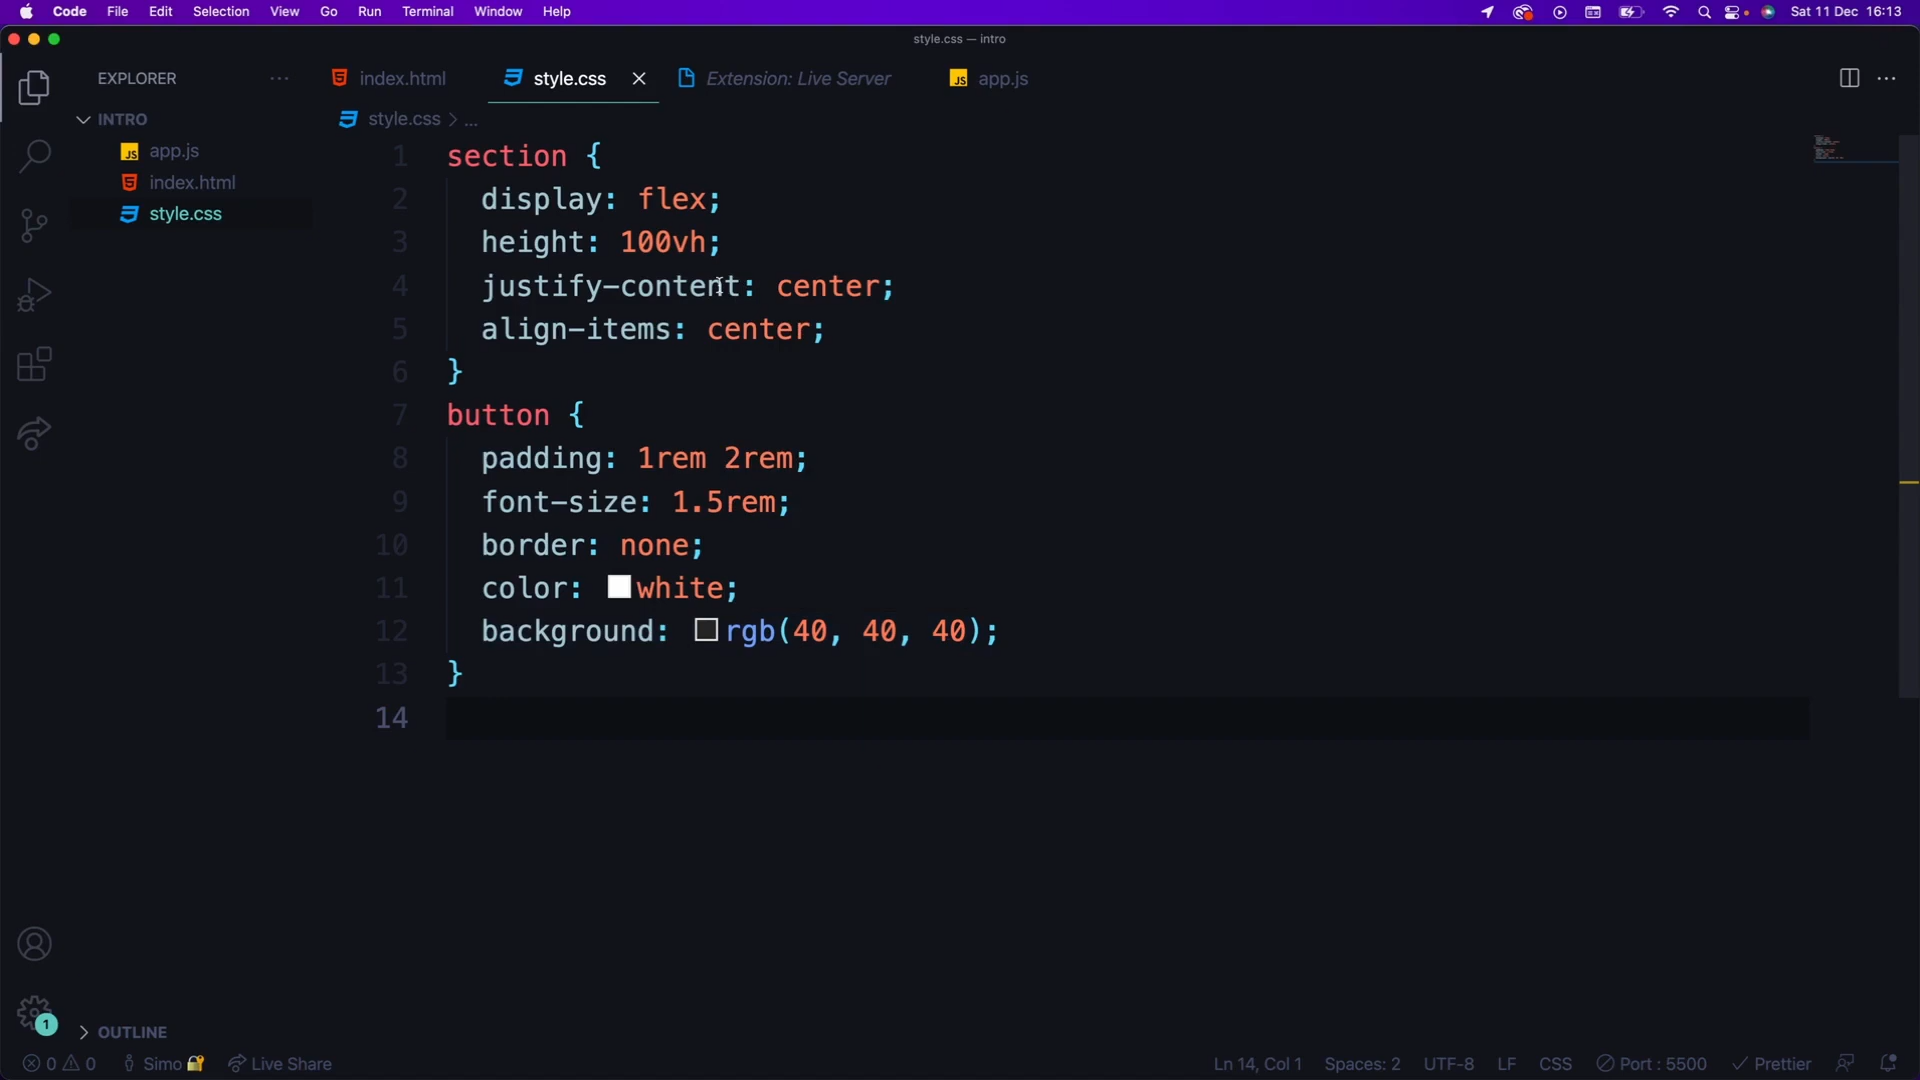 Code File Edit Selection View Go Run Terminal Window Help Sat 11 Dec 16:13
style.css — intro
EXPLORER ... index.html style.css Extension: Live Server app.js
INTRO style.css > ...
app.js
index.html
style.css
1 section {
2 display: flex;
3 height: 100vh;
4 justify-content: center;
5 align-items: center;
6 }
7 button {
8 padding: 1rem 2rem;
9 font-size: 1.5rem;
10 border: none;
11 color: white;
12 background: rgb(40, 40, 40);
13 }
14
1
OUTLINE
0 0 Simo Live Share Ln 14, Col 1 Spaces: 2 UTF-8 LF CSS Port : 5500 Prettier